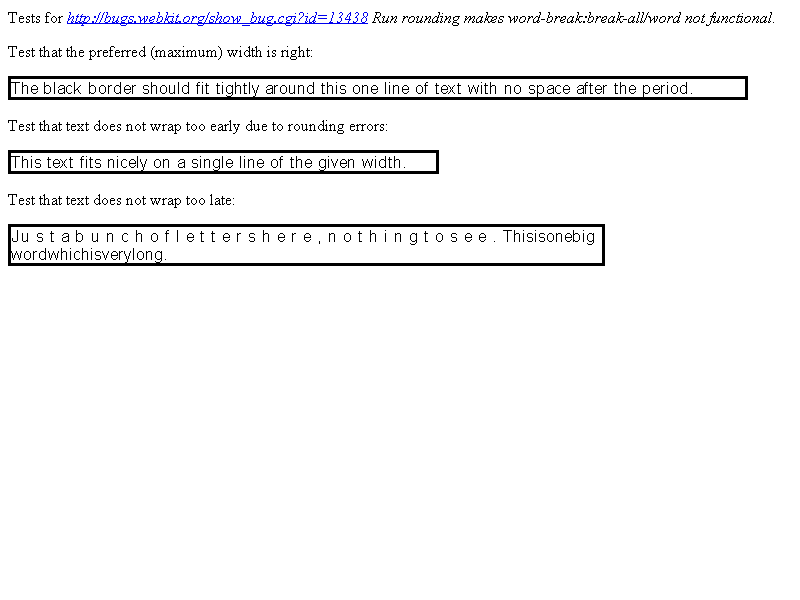 Tests for http://bugs.webkit.org/show_bug.cgi?id=13438 Run rounding makes word-break:break-all/word not functional.
Test that the preferred (maximum) width is right:
The black border should fit tightly around this one line of text with no space after the period.
Test that text does not wrap too early due to rounding errors:
This text fits nicely on a single line of the given width.
Test that text does not wrap too late:
J u s t a b u n c h o f l e t t e r s h e r e , n o t h i n g t o s e e . Thisisonebig
wordwhichisverylong.